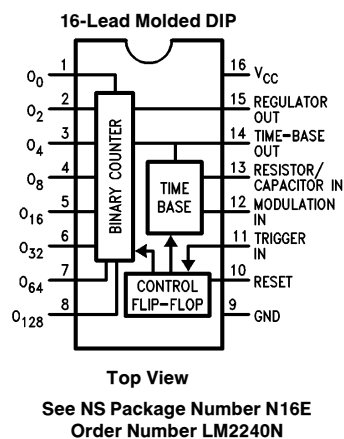 16-Lead Molded DIP
1
O0
2
O2
3
O4
4
O8
5
O16
6
O32
7
O64
8
O128
16
VCC
15
REGULATOR
OUT
14
TIME-BASE
OUT
13
RESISTOR/
CAPACITOR IN
12
MODULATION
IN
11
TRIGGER
IN
10
RESET
9
GND
BINARY COUNTER
TIME
BASE
CONTROL
FLIP-FLOP
Top View
See NS Package Number N16E
Order Number LM2240N